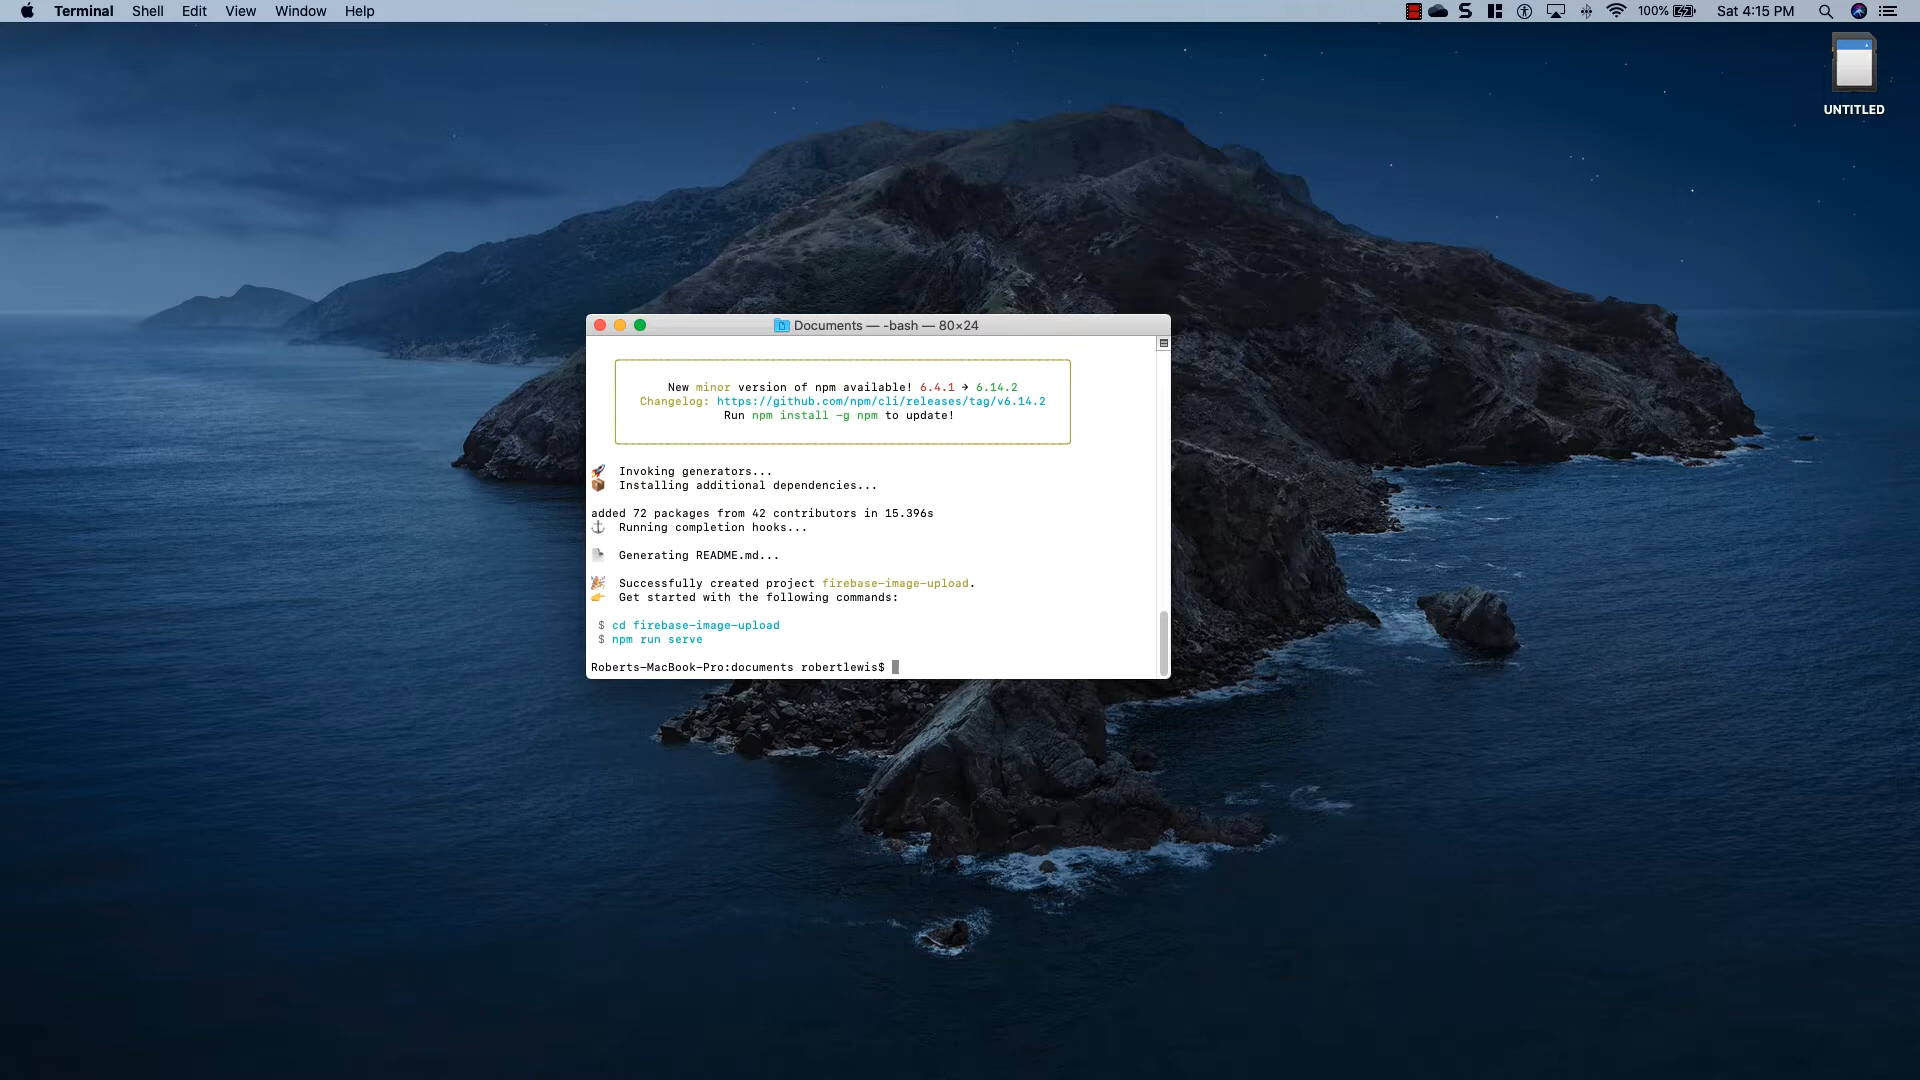 Terminal Shell Edit View Window Help
100% Sat 4:15 PM
UNTITLED
Documents — -bash — 80×24
New minor version of npm available! 6.4.1 → 6.14.2
Changelog: https://github.com/npm/cli/releases/tag/v6.14.2
Run npm install -g npm to update!
🚀 Invoking generators...
📦 Installing additional dependencies...
added 72 packages from 42 contributors in 15.396s
⚓ Running completion hooks...
📄 Generating README.md...
🎉 Successfully created project firebase-image-upload.
👉 Get started with the following commands:
$ cd firebase-image-upload
$ npm run serve
Roberts-MacBook-Pro:documents robertlewis$